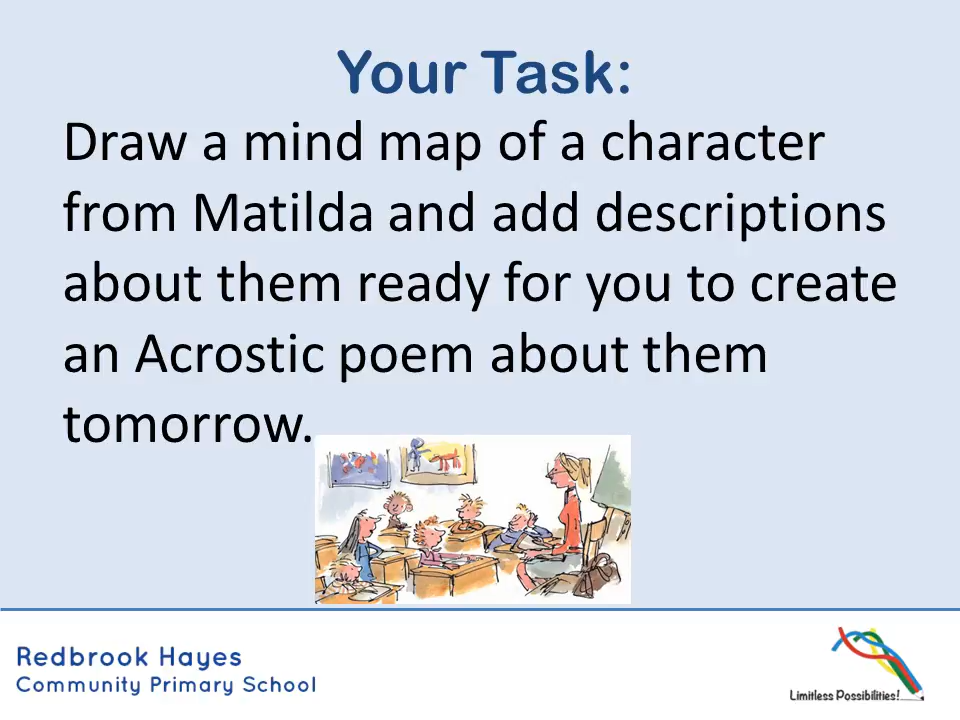 Your Task:
Draw a mind map of a character
from Matilda and add descriptions
about them ready for you to create
an Acrostic poem about them
tomorrow.
Redbrook Hayes
Community Primary School
Limitless Possibilities!